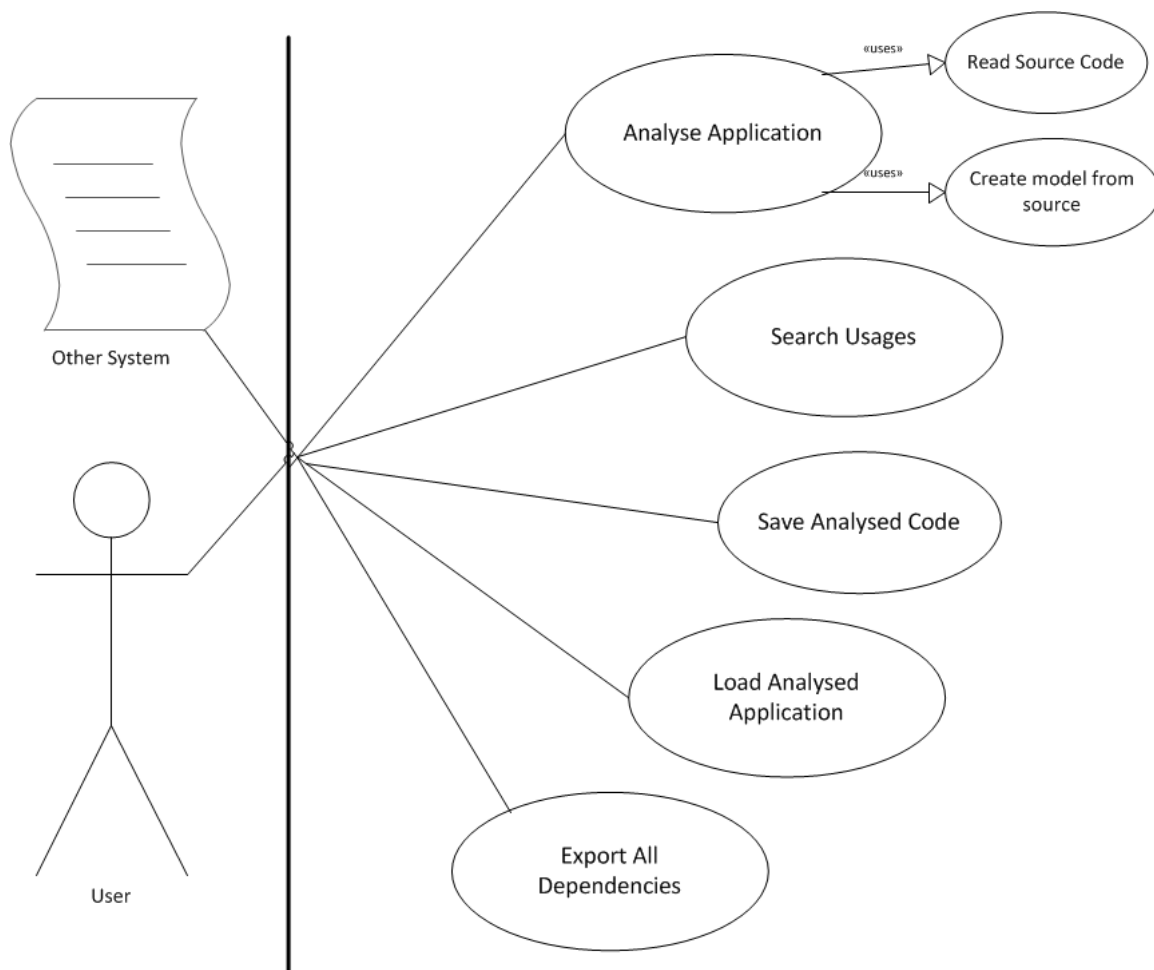 «uses»
Read Source Code
Analyse Application
«uses»
Create model from
source
Other System
Search Usages
Save Analysed Code
Load Analysed
Application
Export All
Dependencies
User